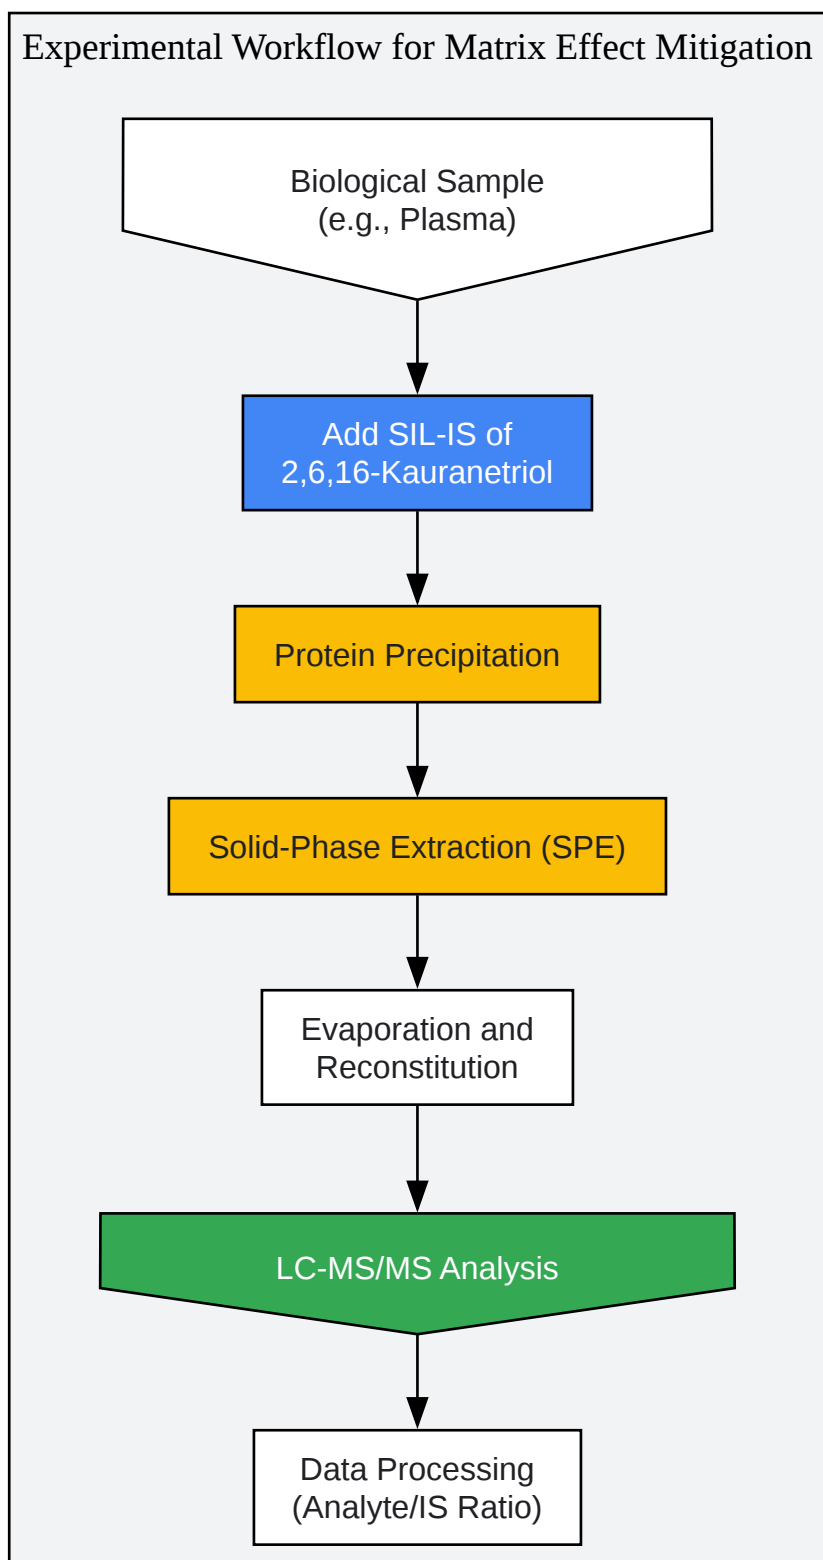 Experimental Workflow for Matrix Effect Mitigation
Biological Sample
(e.g., Plasma)
Add SIL-IS of
2,6,16-Kauranetriol
Protein Precipitation
Solid-Phase Extraction (SPE)
Evaporation and
Reconstitution
LC-MS/MS Analysis
Data Processing
(Analyte/IS Ratio)